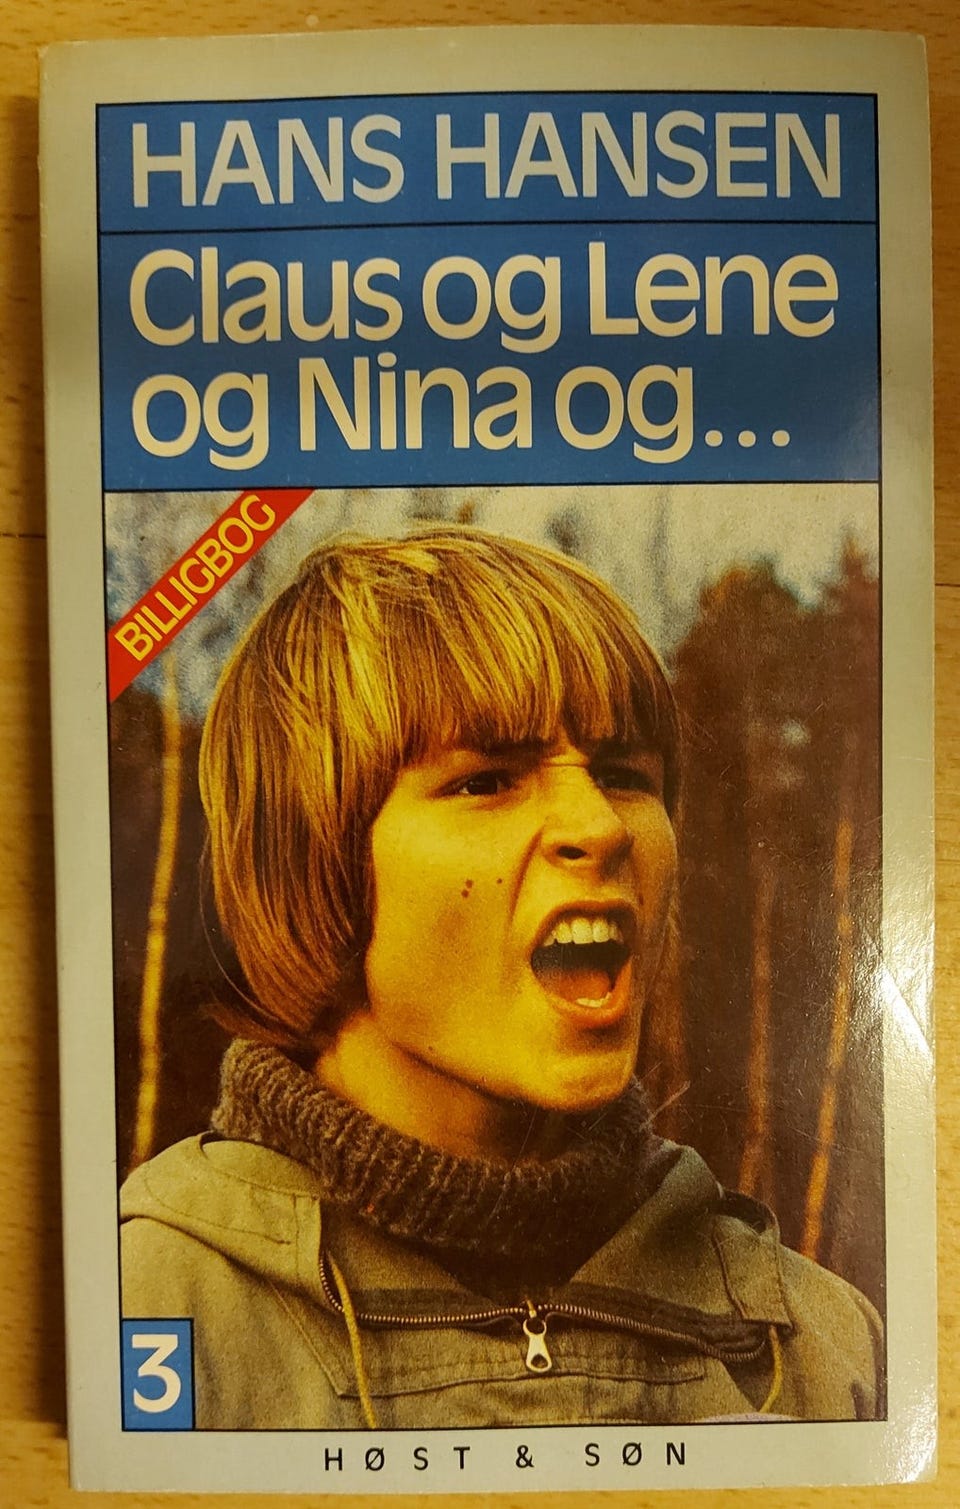 HANS HANSEN
Claus og Lene
og Nina og...
BILLIGBOG
3
HØST & SØN